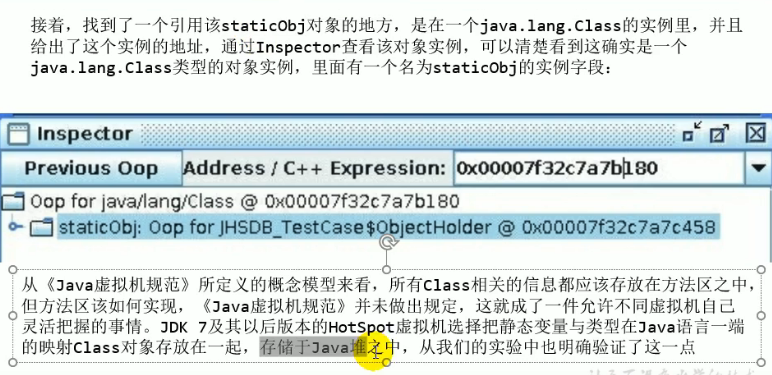 接着，找到了一个引用该staticObj对象的地方，是在一个java.lang.Class的实例里，并且
给出了这个实例的地址，通过Inspector查看该对象实例，可以清楚看到这确实是一个
java.lang.Class类型的对象实例，里面有一个名为staticObj的实例字段：
Inspector
Previous Oop Address / C++ Expression: 0x00007f32c7a7b180
Oop for java/lang/Class @ 0x00007f32c7a7b180
staticObj: Oop for JHSDB_TestCase$ObjectHolder @ 0x00007f32c7a7c458
从《Java虚拟机规范》所定义的概念模型来看，所有Class相关的信息都应该存放在方法区之中，
但方法区该如何实现，《Java虚拟机规范》并未做出规定，这就成了一件允许不同虚拟机自己
灵活把握的事情。JDK 7及其以后版本的HotSpot虚拟机选择把静态变量与类型在Java语言一端
的映射Class对象存放在一起，存储于Java堆之中，从我们的实验中也明确验证了这一点